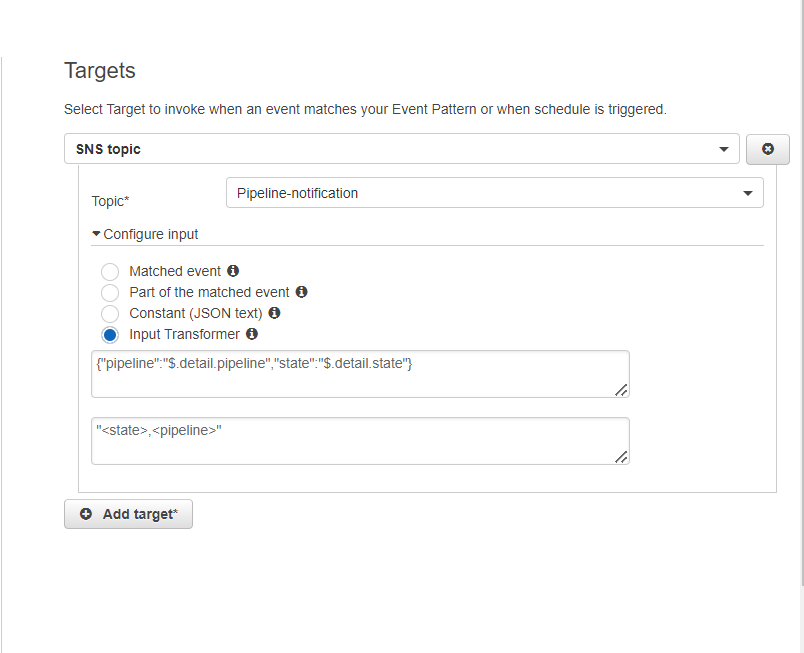 Targets
Select Target to invoke when an event matches your Event Pattern or when schedule is triggered.
SNS topic
Topic*
Pipeline-notification
Configure input
Matched event
Part of the matched event
Constant (JSON text)
Input Transformer
{"pipeline":"$.detail.pipeline","state":"$.detail.state"}
"<state>,<pipeline>"
Add target*